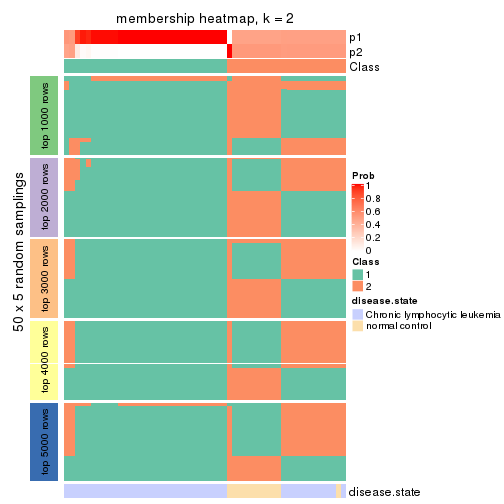 membership heatmap, k = 2
p1
p2
Class
50 x 5 random samplings
top 1000 rows
top 2000 rows
top 3000 rows
top 4000 rows
top 5000 rows
Prob
1
0.8
0.6
0.4
0.2
0
Class
1
2
disease.state
Chronic lymphocytic leukemia
normal control
disease.state